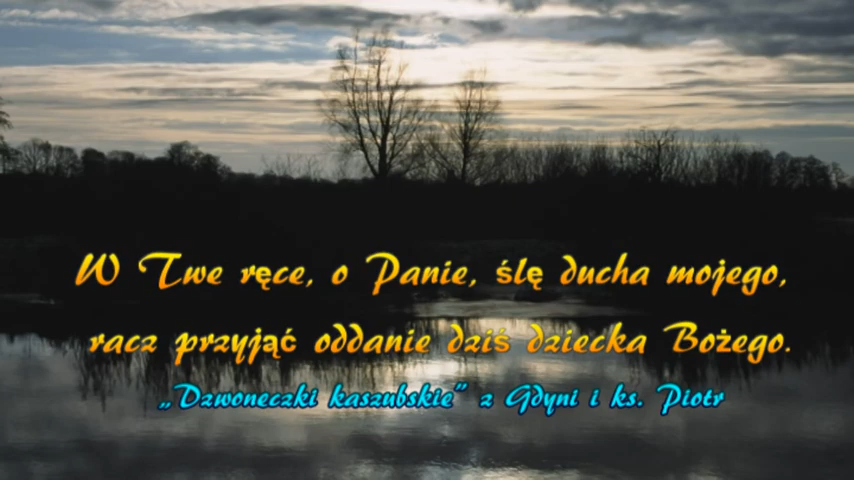 W Twe ręce, o Panie, ślę ducha mojego,
racz przyjąć oddanie dziś dziecka Bożego.
„Dzwoneczki kaszubskie” z Gdyni i ks. Piotr